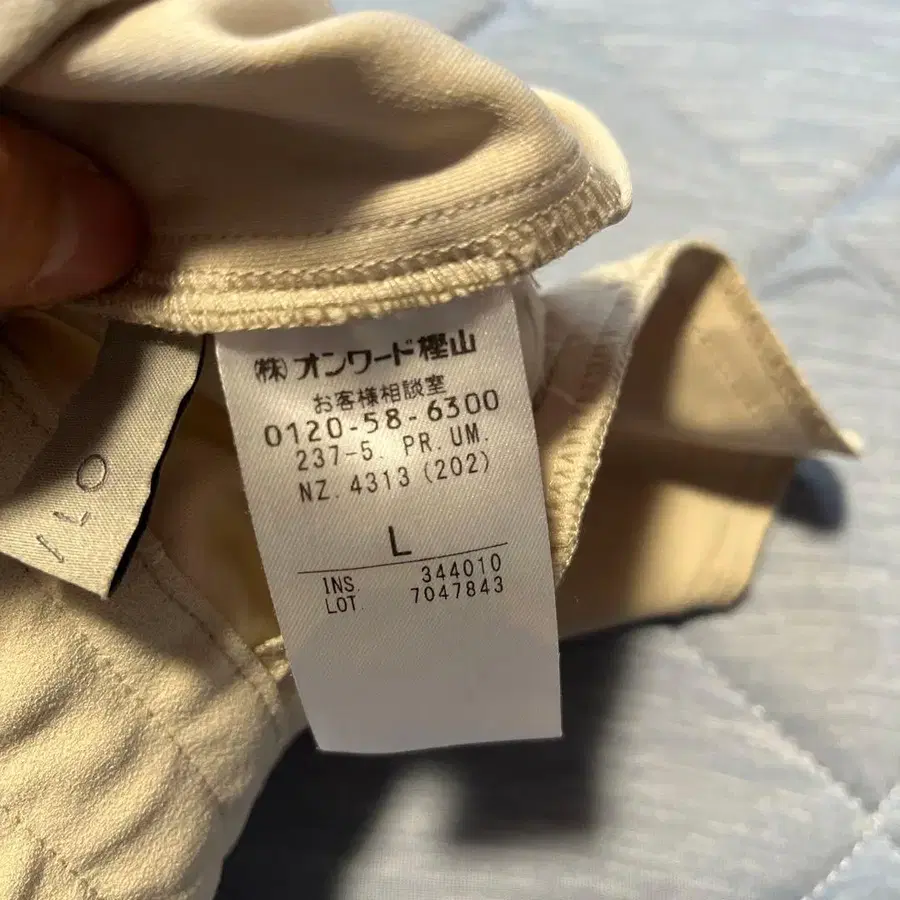 (株)オンワード樫山
お客様相談室
0120-58-6300
237-5. PR.UM.
NZ.4313(202)
L
INS. 344010
LOT. 7047843